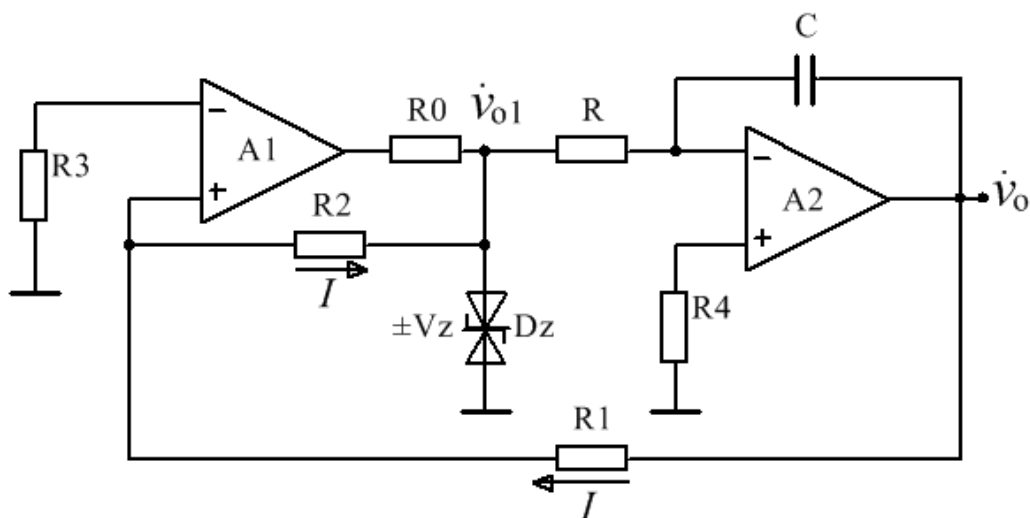 C
R0
v̇o1
R
−
A1
R3
+
R2
I
−
A2
+
v̇o
±Vz
Dz
R4
R1
I